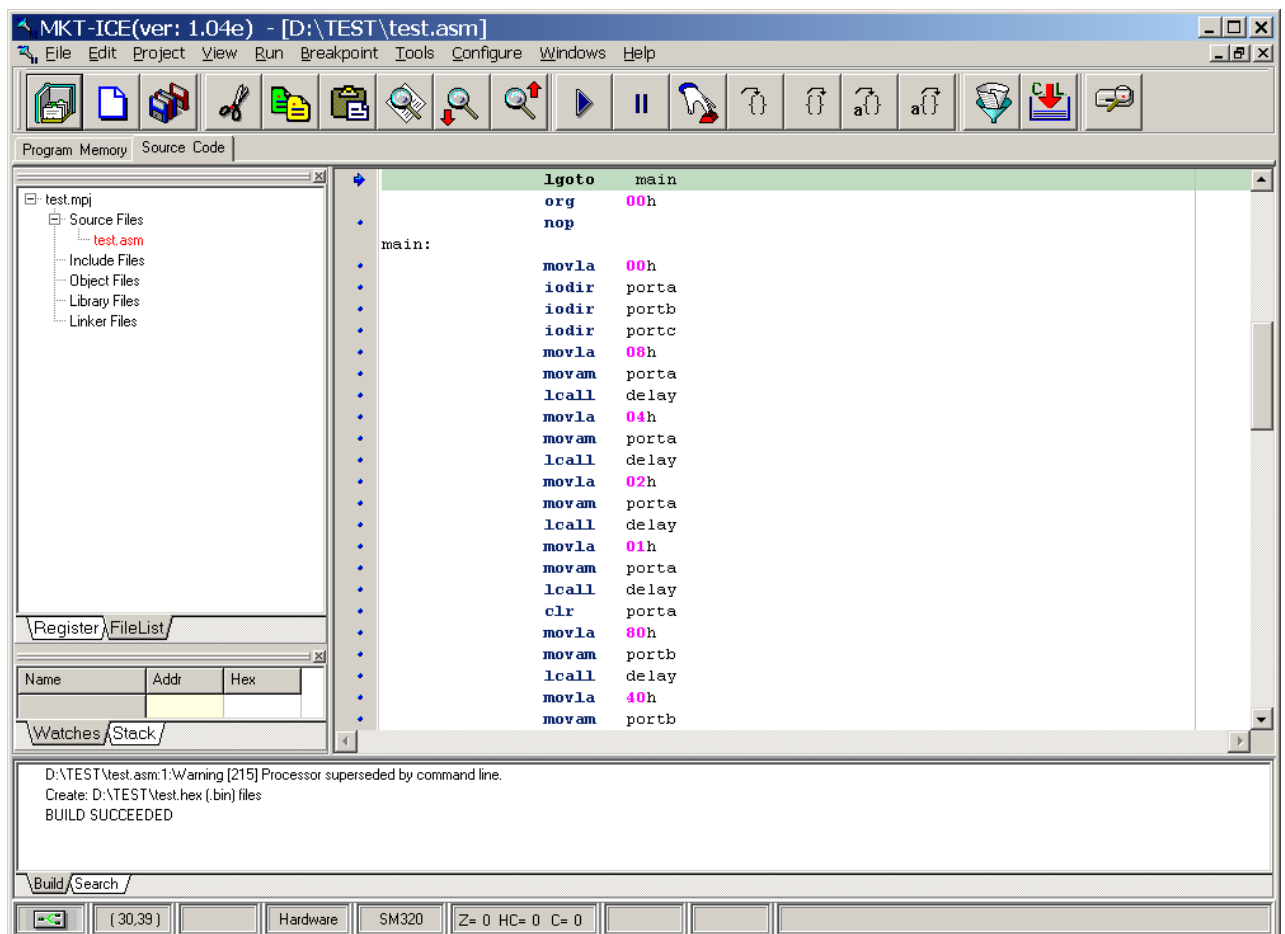 MKT-ICE(ver: 1.04e) - [D:\TEST\test.asm]
File Edit Project View Run Breakpoint Tools Configure Windows Help
Program Memory Source Code
test.mpj
Source Files
test.asm
Include Files
Object Files
Library Files
Linker Files
Register FileList
Name Addr Hex
Watches Stack
lgoto main
org 00h
nop
main:
movla 00h
iodir porta
iodir portb
iodir portc
movla 08h
movam porta
lcall delay
movla 04h
movam porta
lcall delay
movla 02h
movam porta
lcall delay
movla 01h
movam porta
lcall delay
clr porta
movla 80h
movam portb
lcall delay
movla 40h
movam portb
D:\TEST\test.asm:1:Warning [215] Processor superseded by command line.
Create: D:\TEST\test.hex (.bin) files
BUILD SUCCEEDED
Build Search
( 30,39 ) Hardware SM320 Z= 0 HC= 0 C= 0